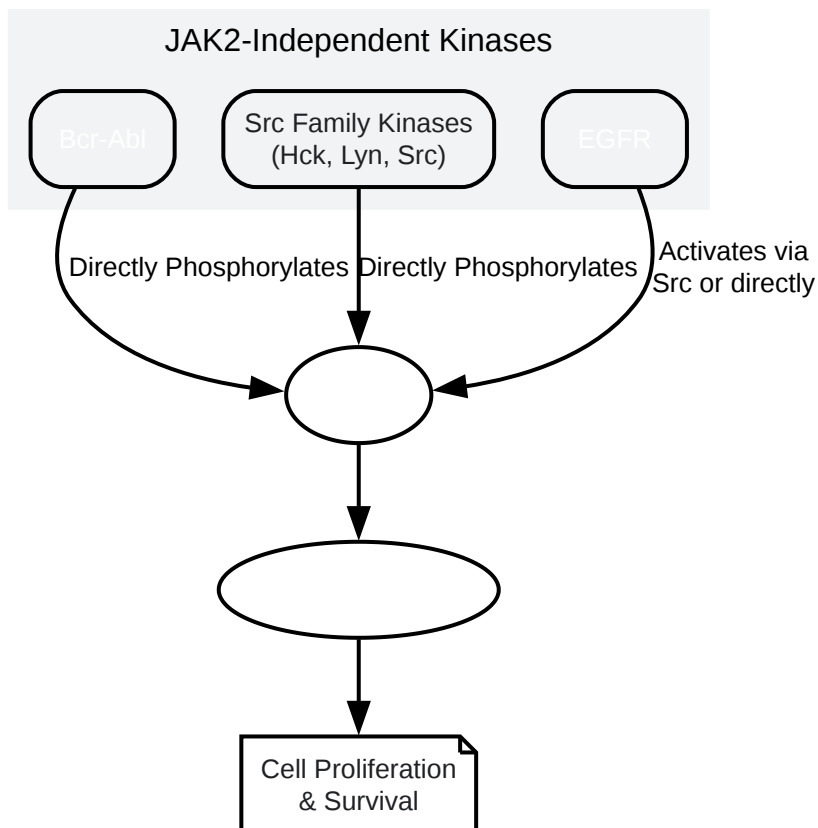 JAK2-Independent Kinases
Bcr-Abl
Src Family Kinases
(Hck, Lyn, Src)
EGFR
Directly Phosphorylates
Directly Phosphorylates
Activates via
Src or directly
Cell Proliferation
& Survival